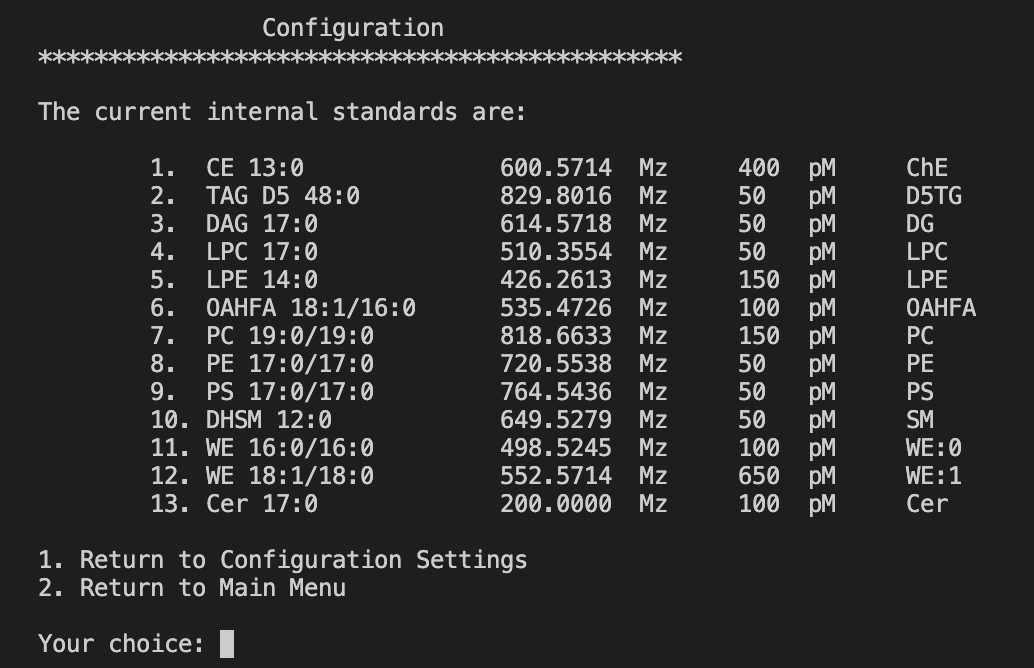 Configuration
**********************************************
The current internal standards are:
1. CE 13:0 600.5714 Mz 400 pM ChE
2. TAG D5 48:0 829.8016 Mz 50 pM D5TG
3. DAG 17:0 614.5718 Mz 50 pM DG
4. LPC 17:0 510.3554 Mz 50 pM LPC
5. LPE 14:0 426.2613 Mz 150 pM LPE
6. OAHFA 18:1/16:0 535.4726 Mz 100 pM OAHFA
7. PC 19:0/19:0 818.6633 Mz 150 pM PC
8. PE 17:0/17:0 720.5538 Mz 50 pM PE
9. PS 17:0/17:0 764.5436 Mz 50 pM PS
10. DHSM 12:0 649.5279 Mz 50 pM SM
11. WE 16:0/16:0 498.5245 Mz 100 pM WE:0
12. WE 18:1/18:0 552.5714 Mz 650 pM WE:1
13. Cer 17:0 200.0000 Mz 100 pM Cer
1. Return to Configuration Settings
2. Return to Main Menu
Your choice: